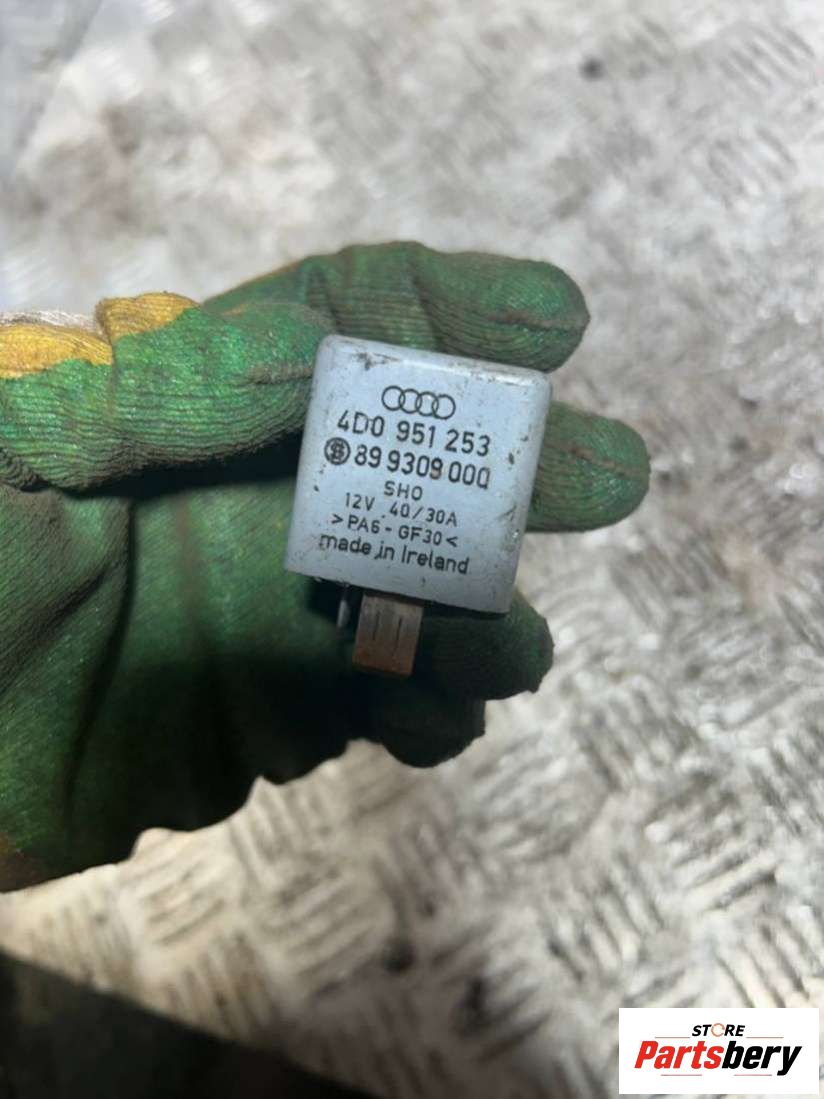 4D0 951 253
89 9309 000
SHO
12V 40/30A
>PA6-GF30<
made in Ireland
STORE
Partsbery